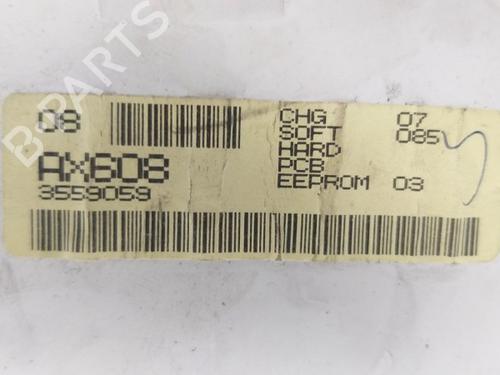 08
AX608
3559059
CHG 07
SOFT 085
HARD
PCB
EEPROM 03
B-PARTS